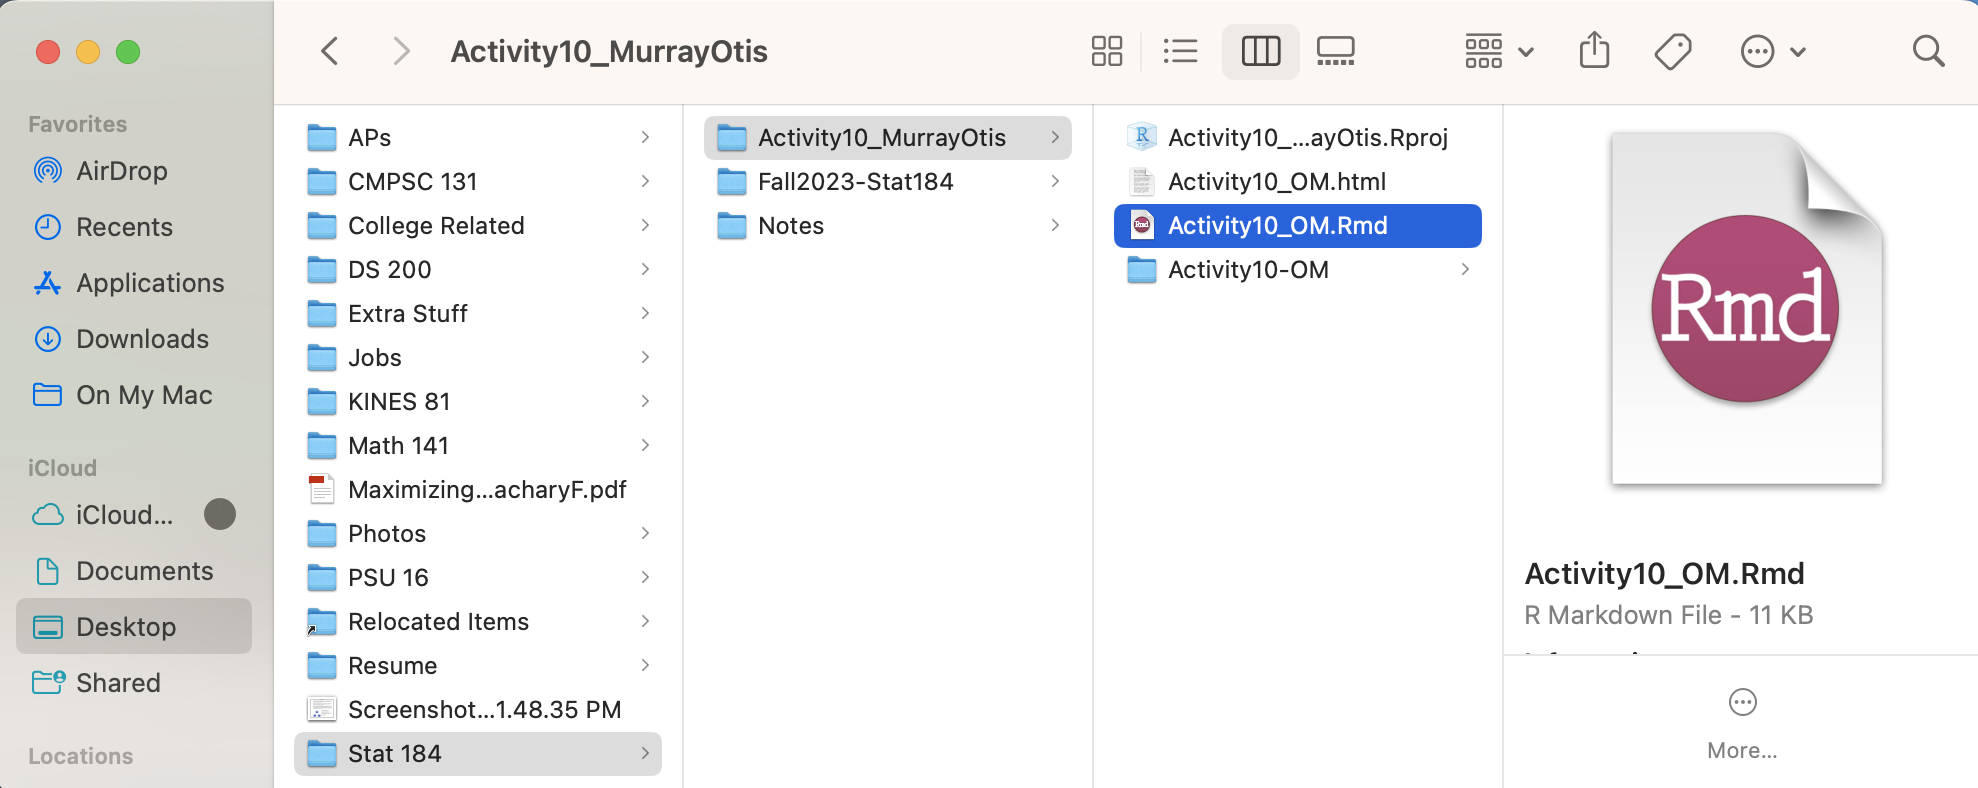 Activity10_MurrayOtis
Favorites
AirDrop
Recents
Applications
Downloads
On My Mac
iCloud
iCloud...
Documents
Desktop
Shared
Locations
APs
CMPSC 131
College Related
DS 200
Extra Stuff
Jobs
KINES 81
Math 141
Maximizing...acharyF.pdf
Photos
PSU 16
Relocated Items
Resume
Screenshot...1.48.35 PM
Stat 184
Activity10_MurrayOtis
Fall2023-Stat184
Notes
Activity10_...ayOtis.Rproj
Activity10_OM.html
Activity10_OM.Rmd
Activity10-OM
Rmd
Activity10_OM.Rmd
R Markdown File - 11 KB
More...